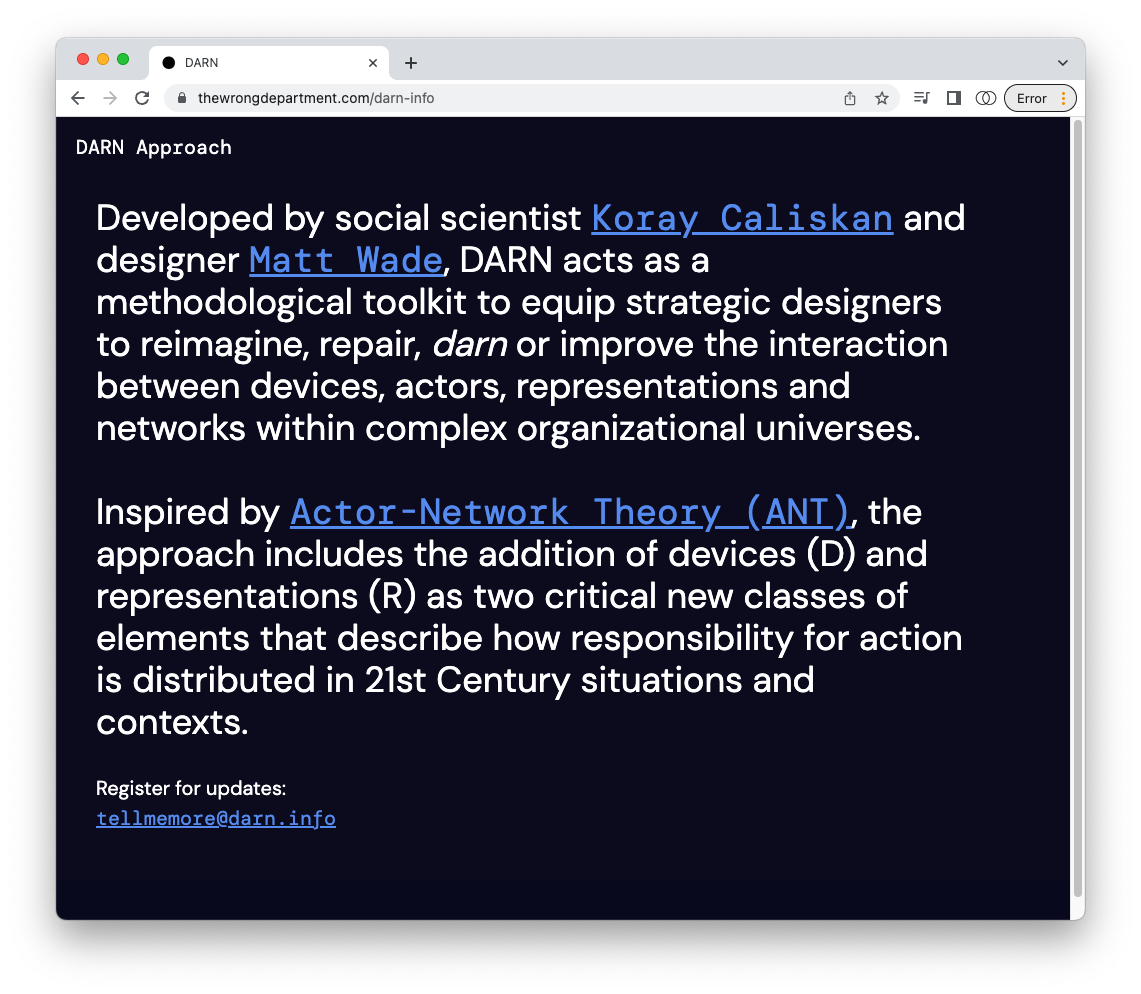 DARN
thewrongdepartment.com/darn-info
Error
DARN Approach
Developed by social scientist Koray Caliskan and
designer Matt Wade, DARN acts as a
methodological toolkit to equip strategic designers
to reimagine, repair, darn or improve the interaction
between devices, actors, representations and
networks within complex organizational universes.
Inspired by Actor-Network Theory (ANT), the
approach includes the addition of devices (D) and
representations (R) as two critical new classes of
elements that describe how responsibility for action
is distributed in 21st Century situations and
contexts.
Register for updates:
tellmemore@darn.info